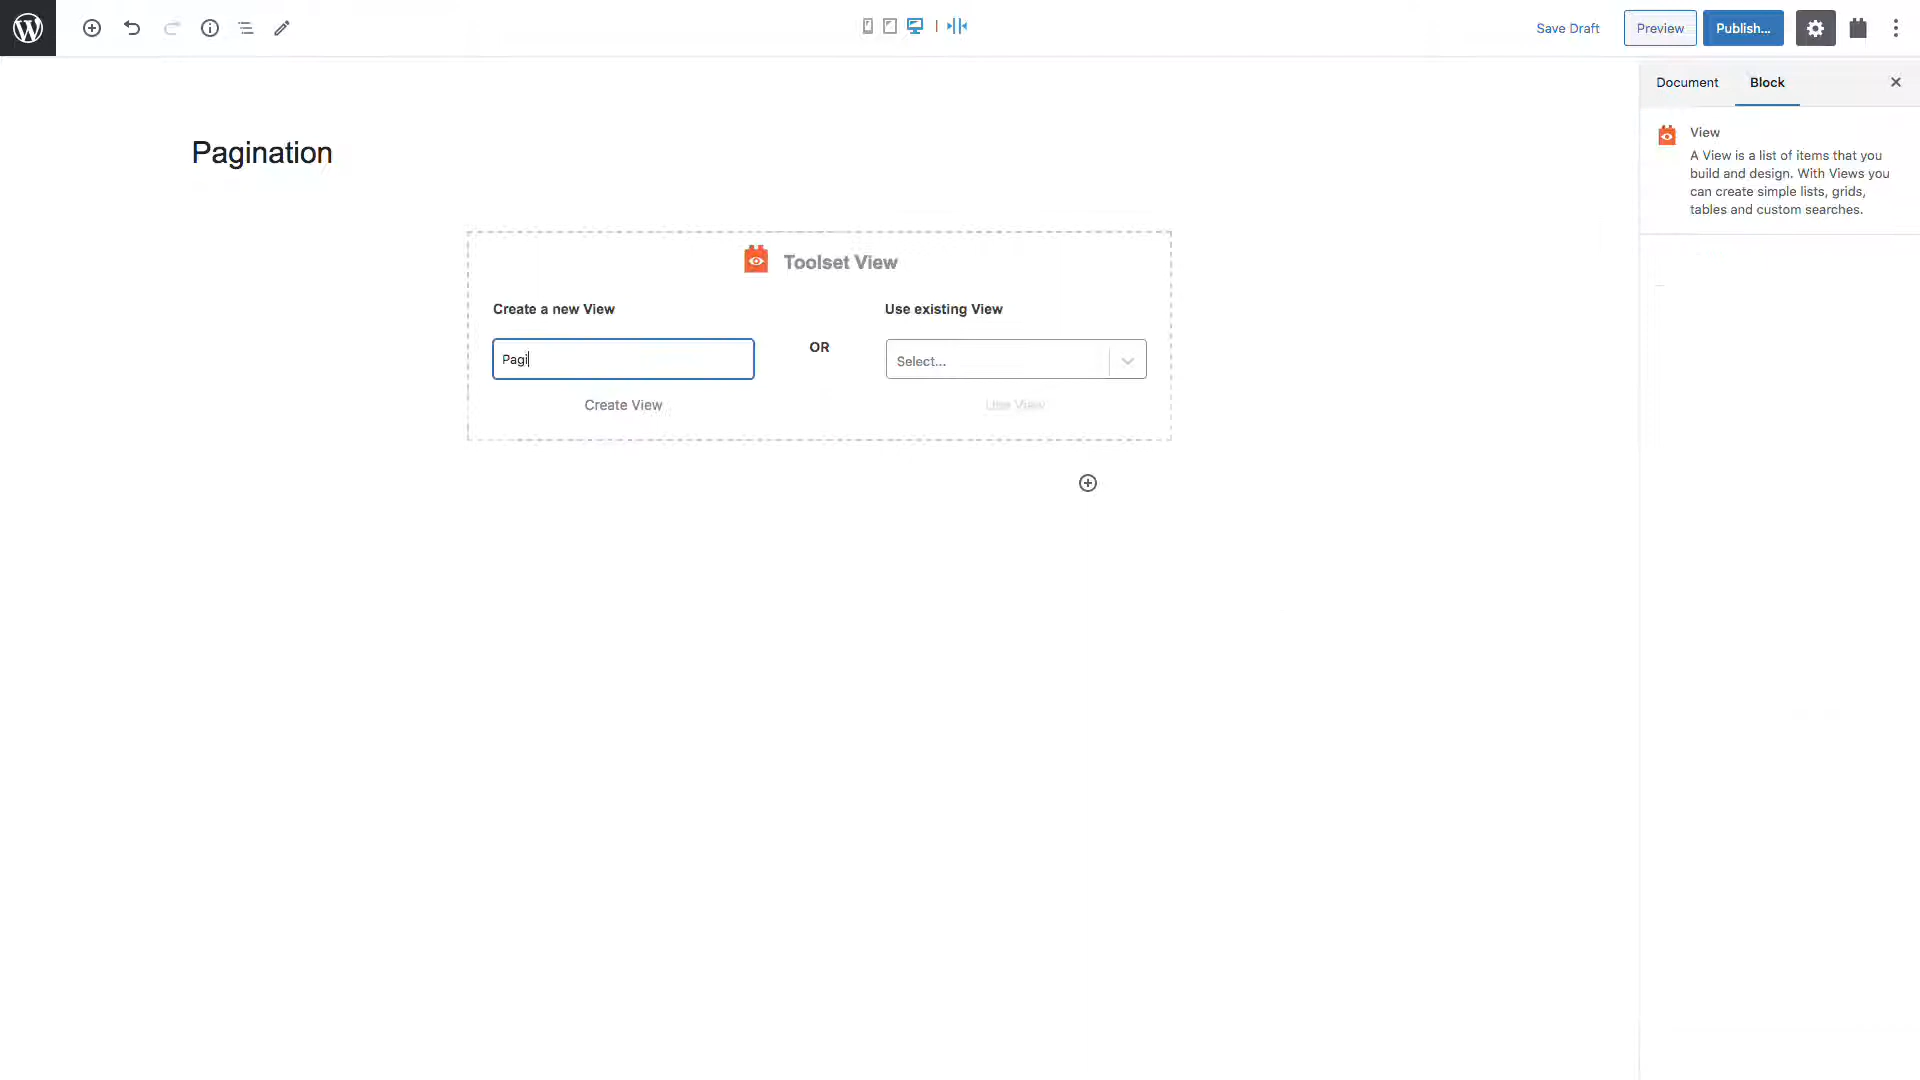 Save Draft
Preview
Publish...
Document
Block
View
A View is a list of items that you
build and design. With Views you
can create simple lists, grids,
tables and custom searches.
Pagination
Toolset View
Create a new View
Use existing View
Pagi
OR
Select...
Create View
Use View